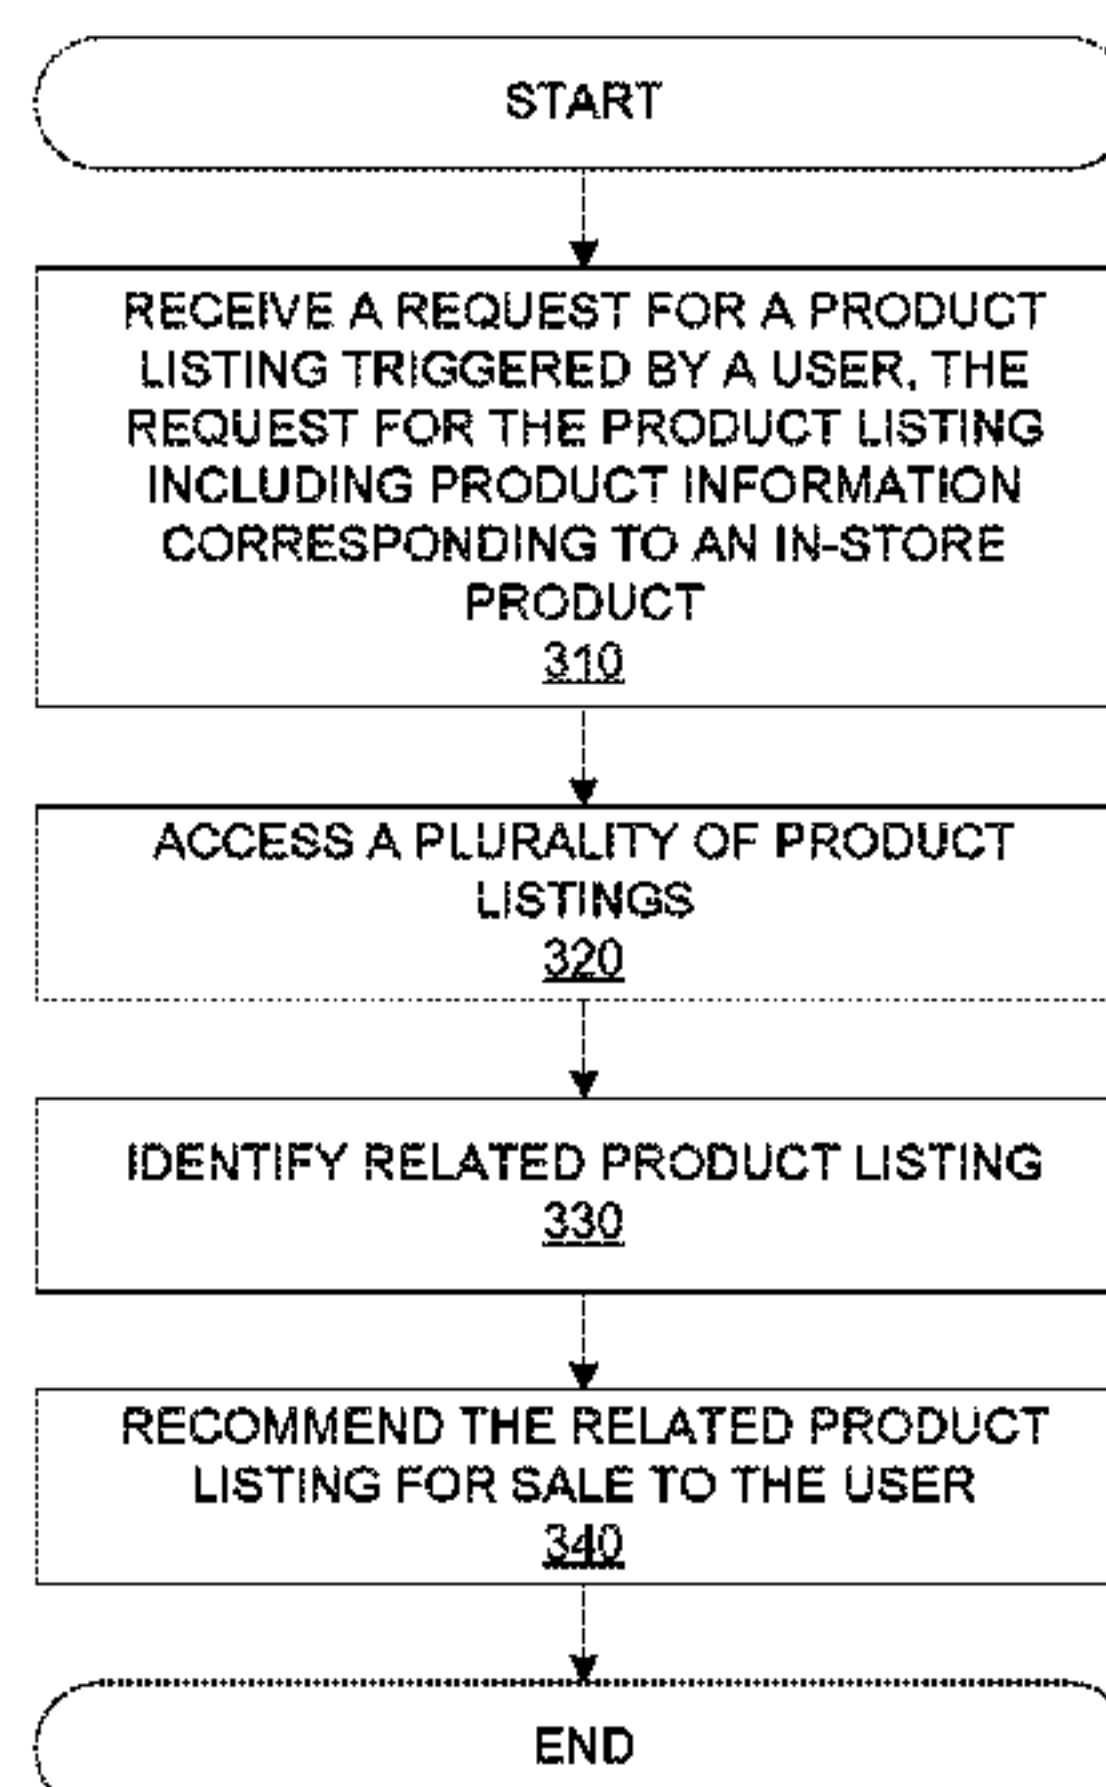 START
RECEIVE A REQUEST FOR A PRODUCT
LISTING TRIGGERED BY A USER, THE
REQUEST FOR THE PRODUCT LISTING
INCLUDING PRODUCT INFORMATION
CORRESPONDING TO AN IN-STORE
PRODUCT
310
ACCESS A PLURALITY OF PRODUCT
LISTINGS
320
IDENTIFY RELATED PRODUCT LISTING
330
RECOMMEND THE RELATED PRODUCT
LISTING FOR SALE TO THE USER
340
END